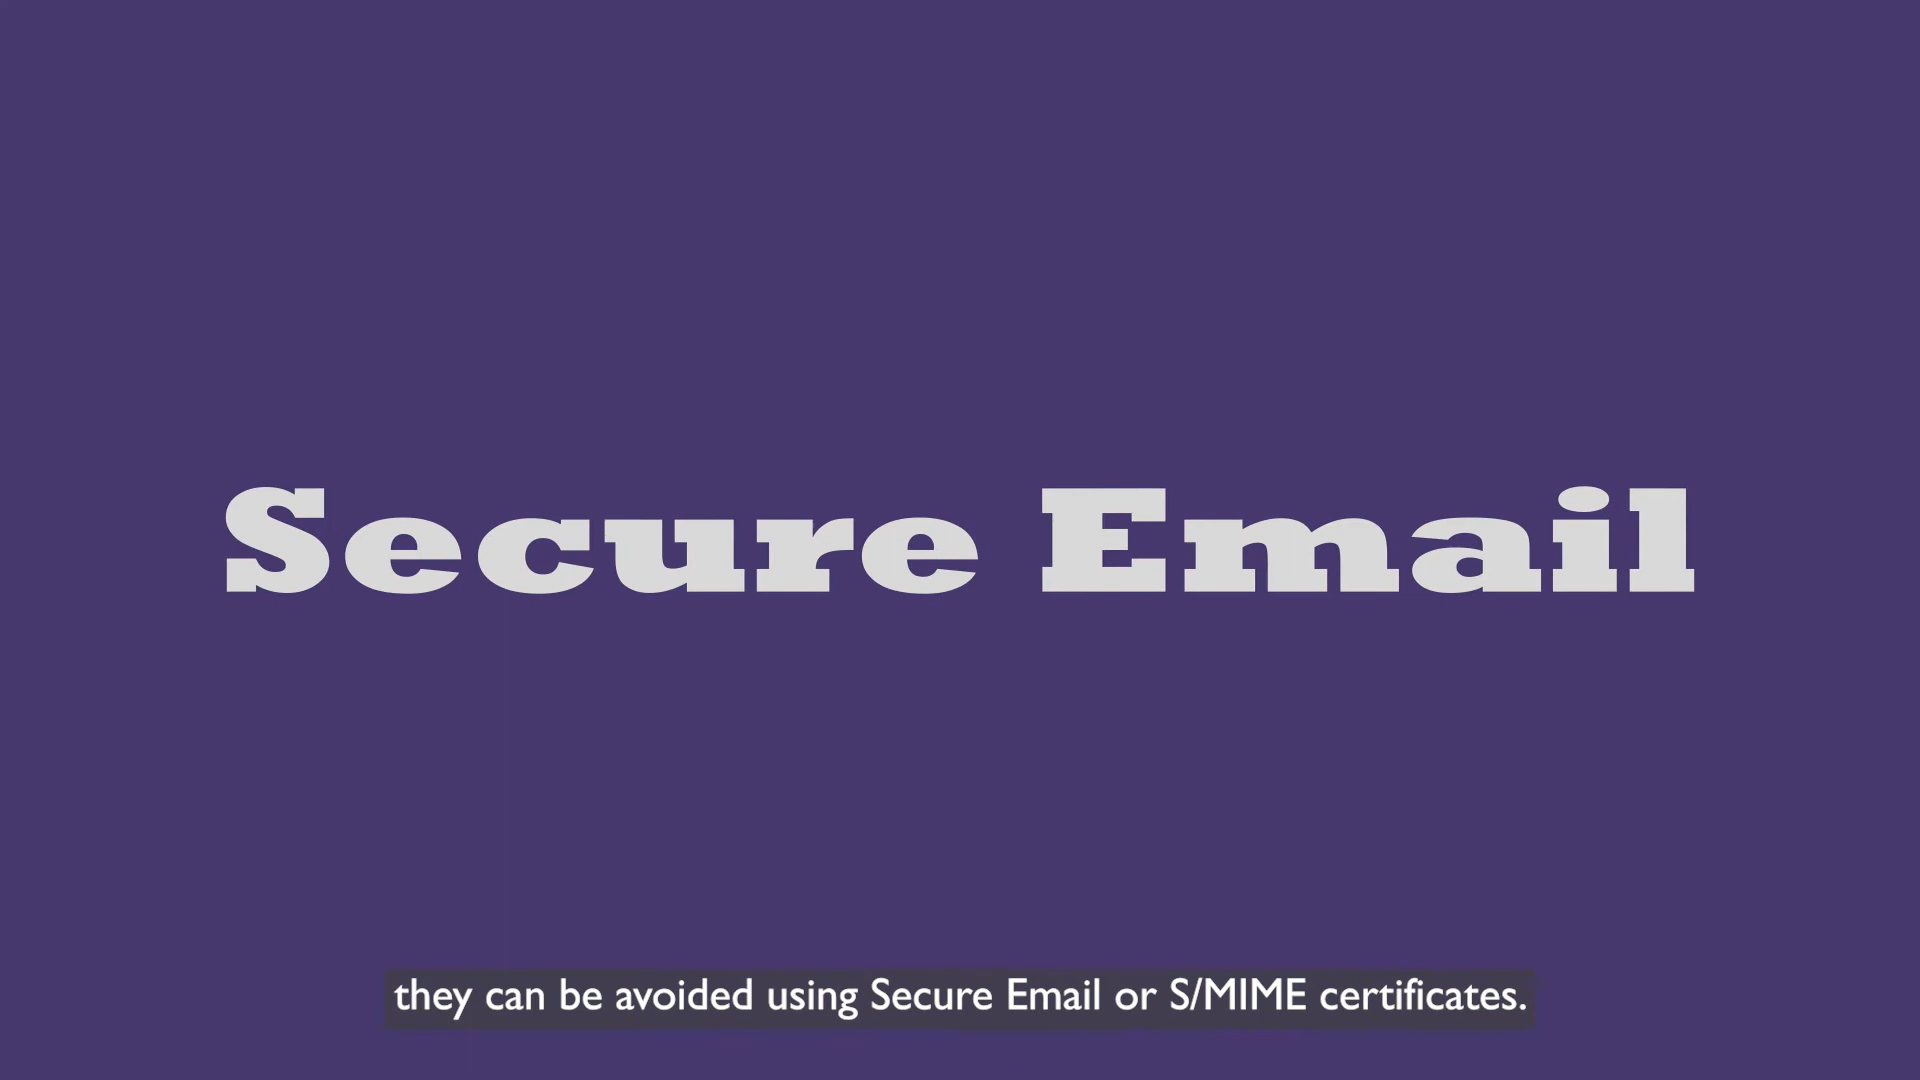 Secure Email
they can be avoided using Secure Email or S/MIME certificates.